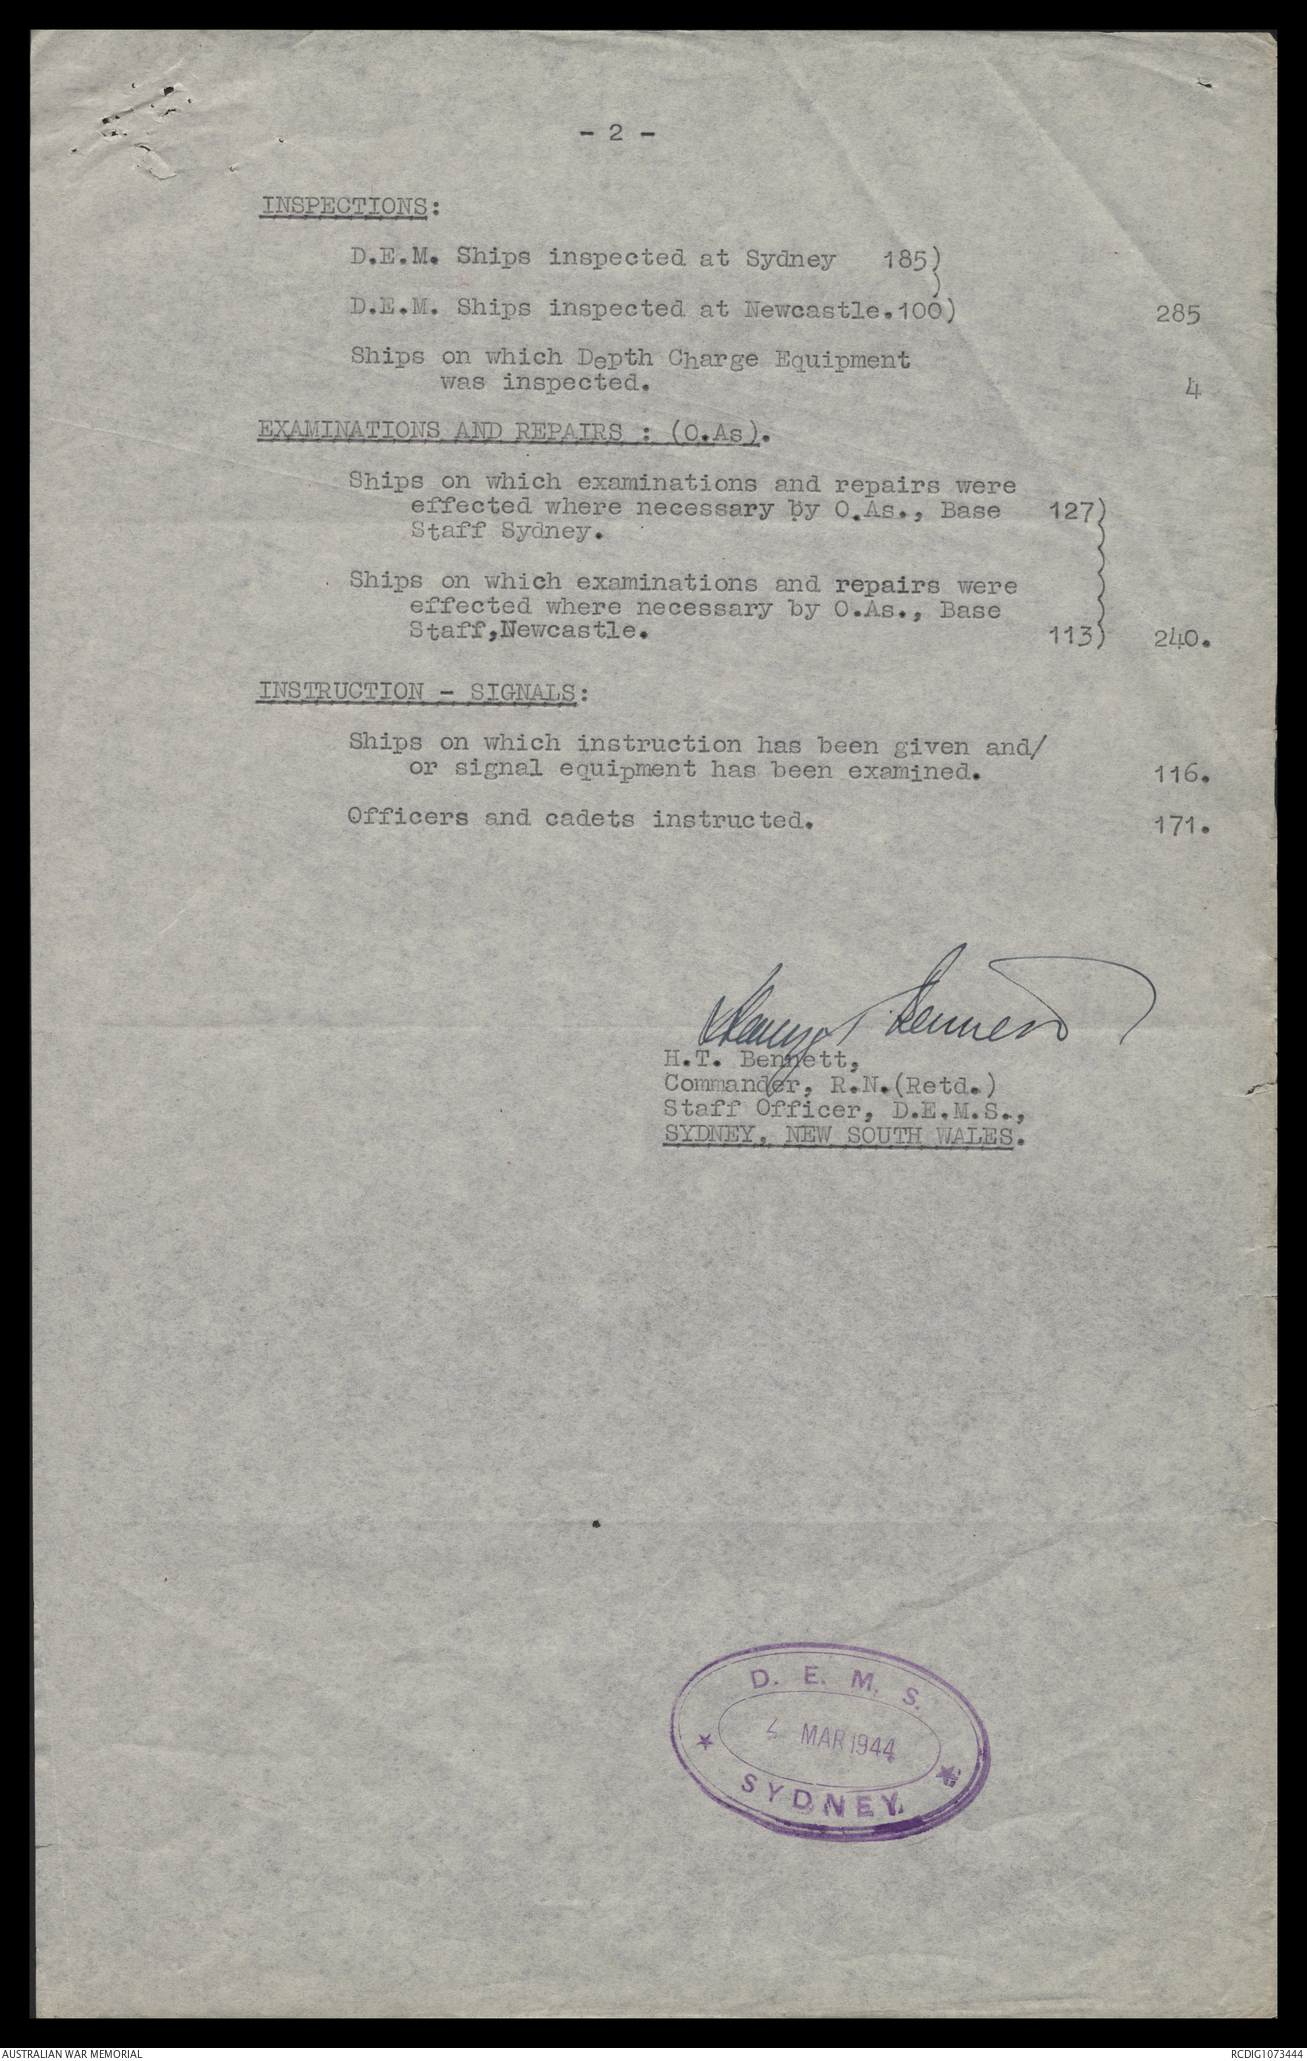 - 2 -
INSPECTIONS:
D.E.M. Ships inspected at Sydney 185)
)
D.E.M. Ships inspected at Newcastle.100) 285
Ships on which Depth Charge Equipment
was inspected. 4
EXAMINATIONS AND REPAIRS : (O.As).
Ships on which examinations and repairs were
effected where necessary by O.As., Base 127)
Staff Sydney. )
)
Ships on which examinations and repairs were )
effected where necessary by O.As., Base )
Staff,Newcastle. 113) 240.
INSTRUCTION - SIGNALS:
Ships on which instruction has been given and/
or signal equipment has been examined. 116.
Officers and cadets instructed. 171.
Henry T Bennett
H.T. Bennett,
Commander, R.N.(Retd.)
Staff Officer, D.E.M.S.,
SYDNEY, NEW SOUTH WALES.
D. E. M. S.
MAR 1944
SYDNEY.
AUSTRALIAN WAR MEMORIAL
RCDIG1073444